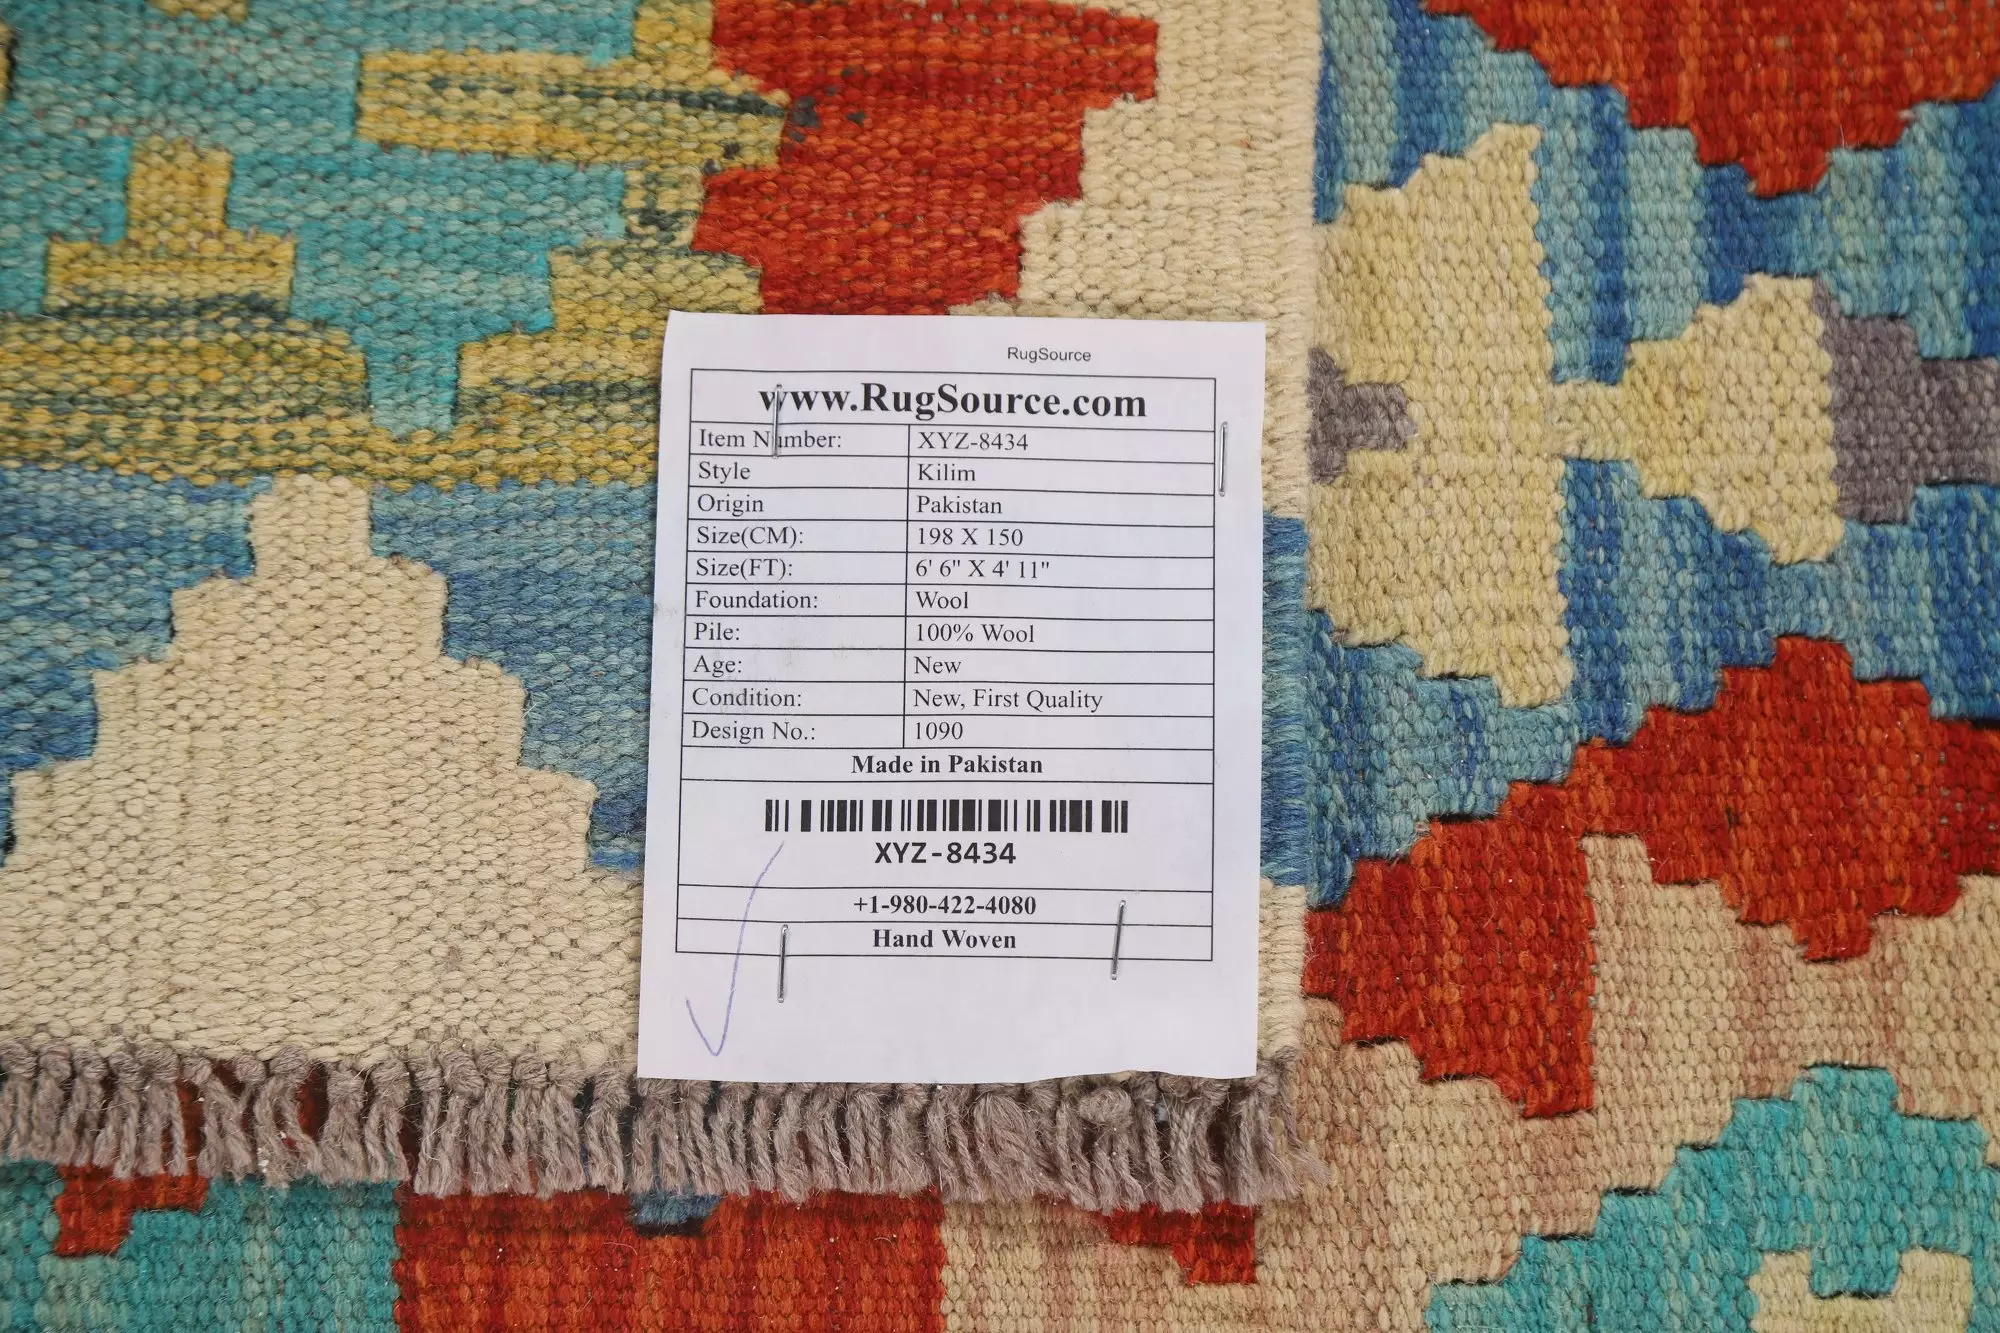 RugSource
www.RugSource.com
Item Number: XYZ-8434
Style Kilim
Origin Pakistan
Size(CM): 198 X 150
Size(FT): 6' 6" X 4' 11"
Foundation: Wool
Pile: 100% Wool
Age: New
Condition: New, First Quality
Design No.: 1090
Made in Pakistan
XYZ-8434
+1-980-422-4080
Hand Woven